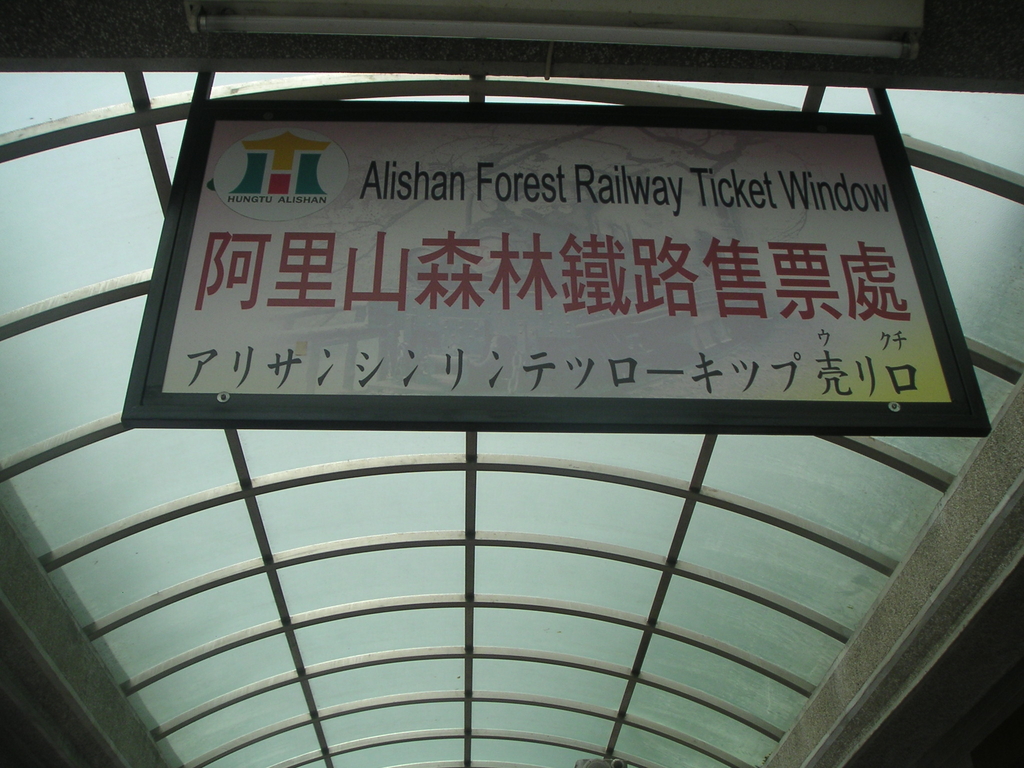 HUNGTU ALISHAN
Alishan Forest Railway Ticket Window
阿里山森林鐵路售票處
ウ クチ
アリサンシンリンテツローキップ売リ口